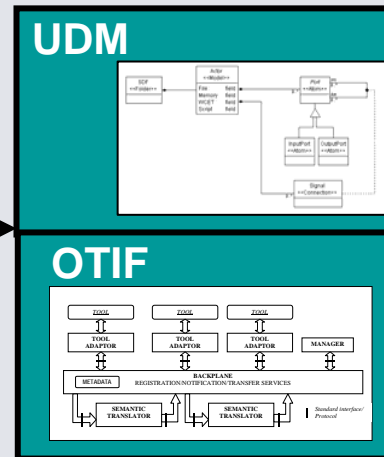 UDM
SDF
<<Folder>>
Actor
<<Model>>
File field
Memory field
WCET field
Script field
Port
<<Atom>>
InputPort
<<Atom>>
OutputPort
<<Atom>>
Signal
<<Connection>>
OTIF
TOOL TOOL TOOL
TOOL ADAPTOR
TOOL ADAPTOR
TOOL ADAPTOR
MANAGER
BACKPLANE
METADATA
REGISTRATION/NOTIFICATION/TRANSFER SERVICES
SEMANTIC TRANSLATOR
SEMANTIC TRANSLATOR
Standard interface/
Protocol